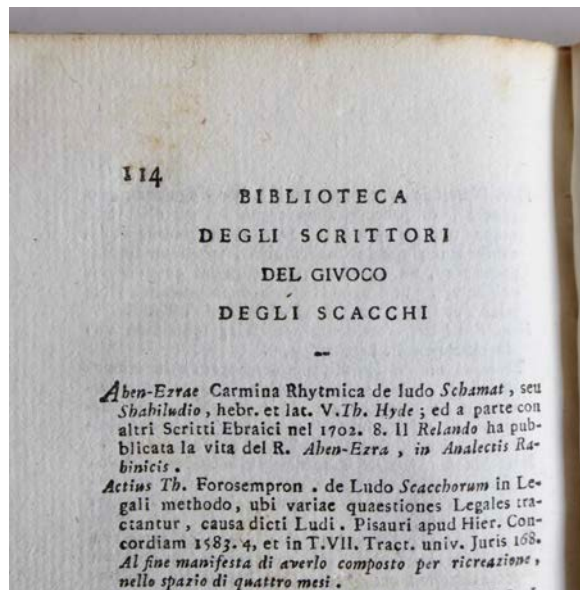 114
BIBLIOTECA
DEGLI SCRITTORI
DEL GIVOCO
DEGLI SCACCHI
Aben-Ezrae Carmina Rhytmica de ludo Schamat, seu
Shahiludio, hebr. et lat. V. Th. Hyde; ed a parte con
altri Scritti Ebraici nel 1702. 8. Il Relando ha pub-
blicata la vita del R. Aben-Ezra, in Analectis Ra-
binicis.
Actius Th. Forosempron. de Ludo Scacchorum in Le-
gali methodo, ubi variae quaestiones Legales tra-
ctantur, causa dicti Ludi. Pisauri apud Hier. Con-
cordiam 1583. 4, et in T.VII. Tract. univ. Juris 168.
Al fine manifesta di averlo composto per ricreazione,
nello spazio di quattro mesi.